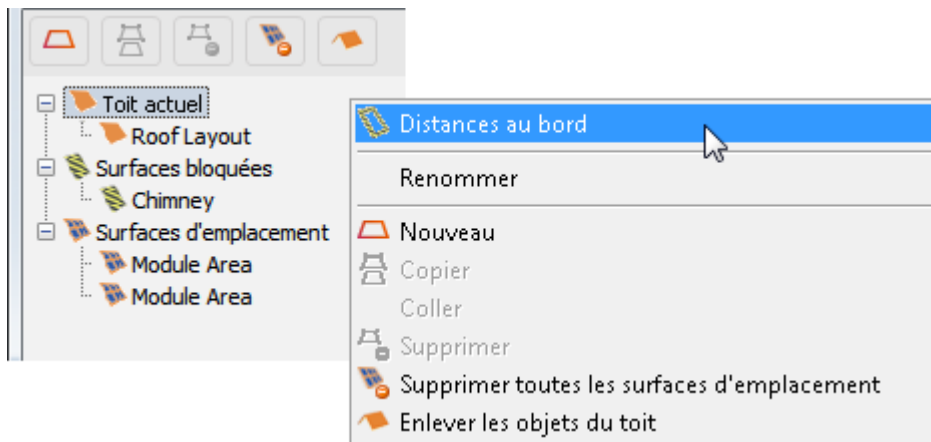 Toit actuel
Roof Layout
Surfaces bloquées
Chimney
Surfaces d'emplacement
Module Area
Module Area
Distances au bord
Renommer
Nouveau
Copier
Coller
Supprimer
Supprimer toutes les surfaces d'emplacement
Enlever les objets du toit